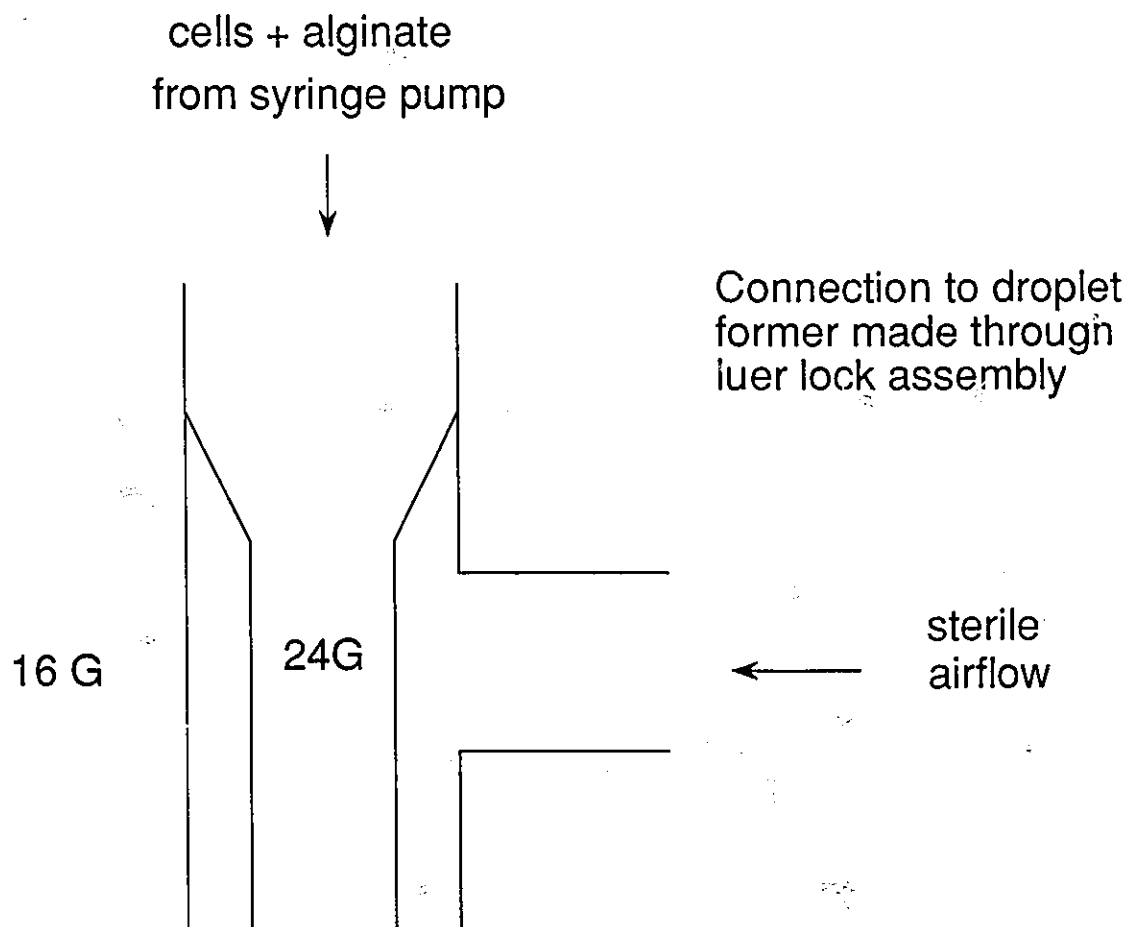 cells + alginate
from syringe pump
Connection to droplet
former made through
luer lock assembly
16 G
24G
sterile
airflow